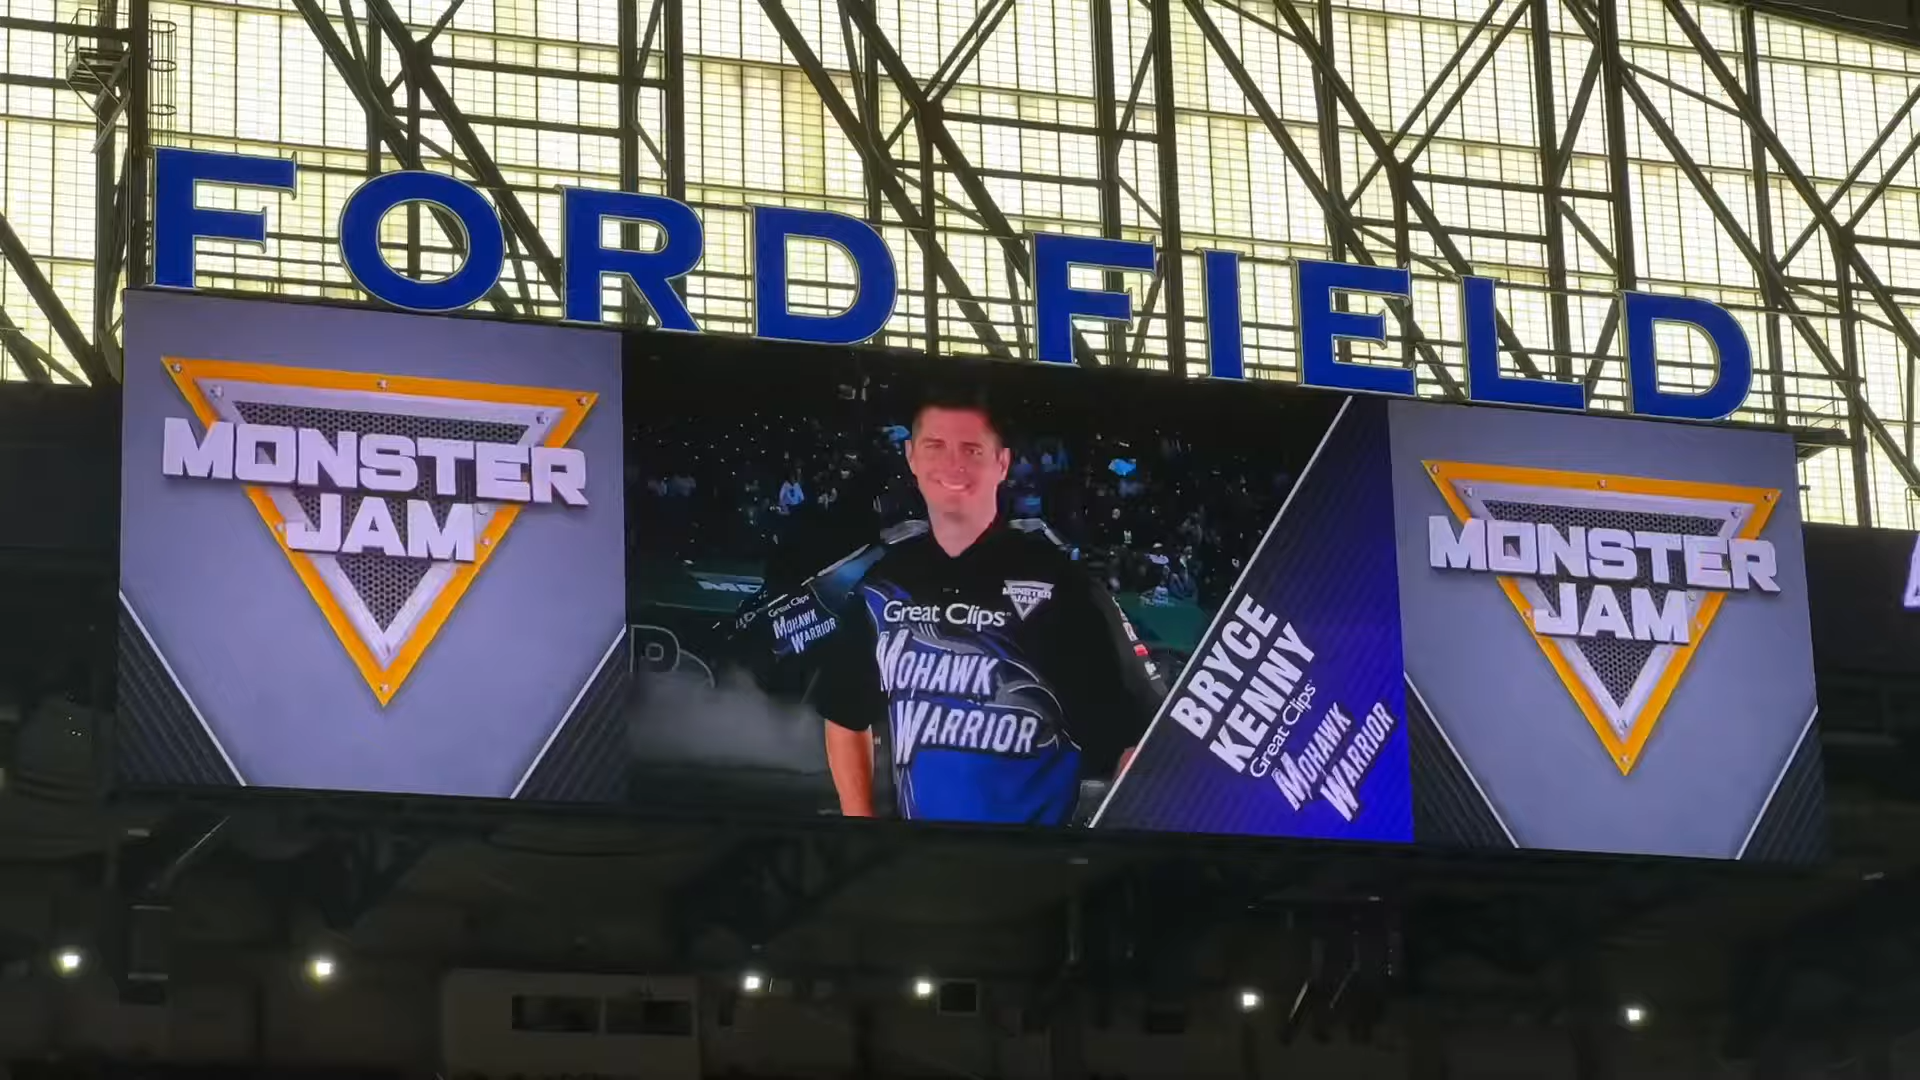 FORD FIELD
MONSTER
JAM
Great Clips
MOHAWK
WARRIOR
Great Clips
MONSTER
JAM
MOHAWK
WARRIOR
BRYCE
KENNY
Great Clips
MOHAWK
WARRIOR
MONSTER
JAM